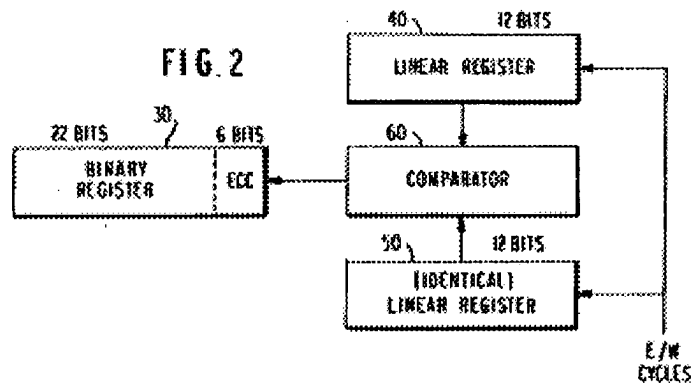 FIG. 2
40
12 BITS
LINEAR REGISTER
22 BITS
30
6 BITS
BINARY
REGISTER
ECC
60
COMPARATOR
50
12 BITS
(IDENTICAL)
LINEAR REGISTER
E/W
CYCLES